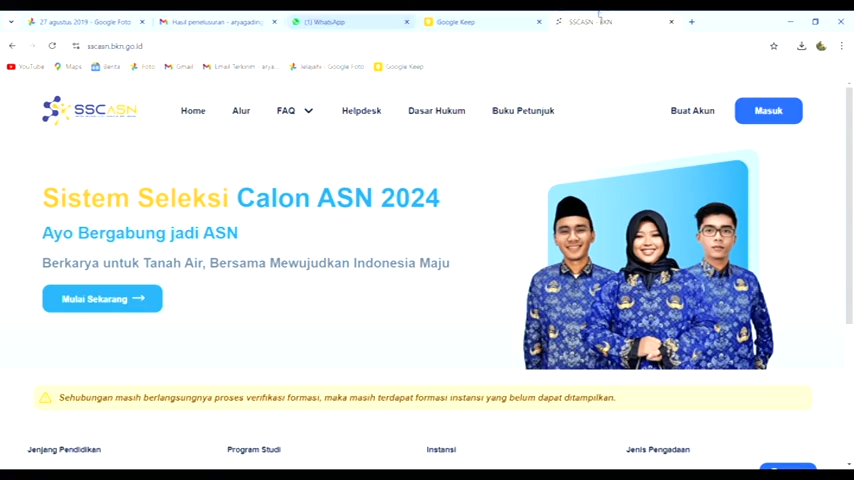 27 agustus 2019 - Google Foto
Hasil penelusuran - aryagadin
(1) WhatsApp
Google Keep
SSCASN - BKN
sscasn.bkn.go.id
YouTube
Maps
Berita
Foto
Gmail
Email Terkirim - arya...
Jelajahi - Google Foto
Google Keep
SSCASN
Home
Alur
FAQ
Helpdesk
Dasar Hukum
Buku Petunjuk
Buat Akun
Masuk
Sistem Seleksi Calon ASN 2024
Ayo Bergabung jadi ASN
Berkarya untuk Tanah Air, Bersama Mewujudkan Indonesia Maju
Mulai Sekarang
Sehubungan masih berlangsungnya proses verifikasi formasi, maka masih terdapat formasi instansi yang belum dapat ditampilkan.
Jenjang Pendidikan
Program Studi
Instansi
Jenis Pengadaan